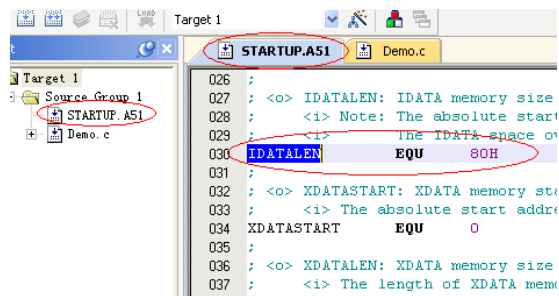 LOAD
Target 1
STARTUP.A51
Demo.c
Target 1
Source Group 1
STARTUP.A51
Demo.c
026 ;
027 ; <o> IDATALEN: IDATA memory size
028 ; <i> Note: The absolute start
029 ; <i> The IDATA space ov
030 IDATALEN EQU 80H
031 ;
032 ; <o> XDATASTART: XDATA memory sta
033 ; <i> The absolute start addre
034 XDATASTART EQU 0
035 ;
036 ; <o> XDATALEN: XDATA memory size
037 ; <i> The length of XDATA mem